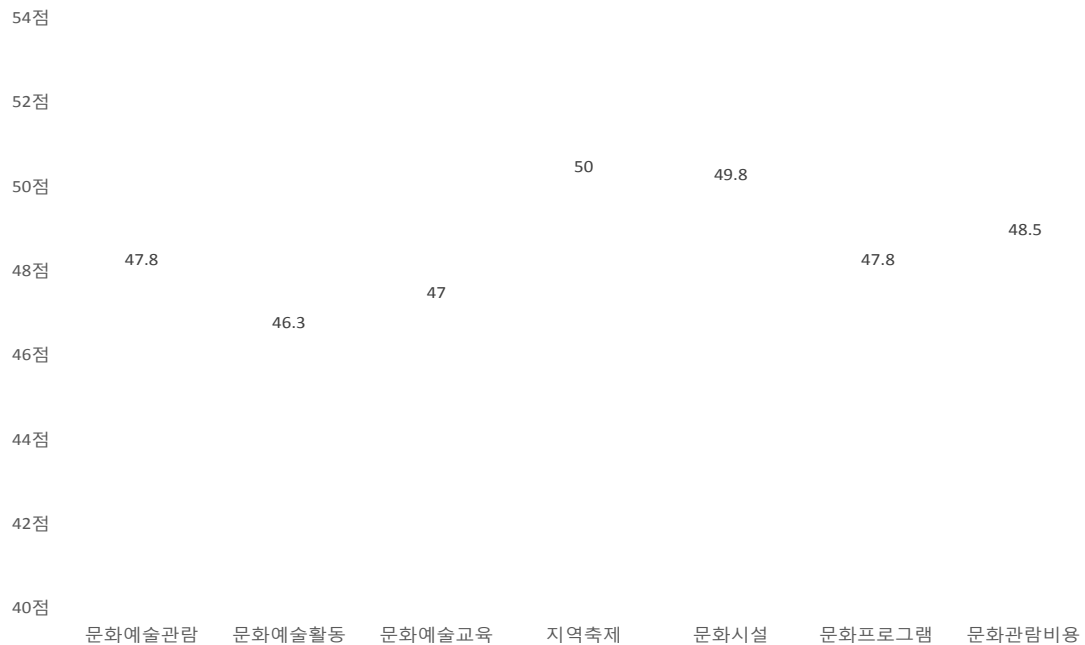 54점
52점
50점
48점
46점
44점
42점
40점
47.8
46.3
47
50
49.8
47.8
48.5
문화예술관람 문화예술활동 문화예술교육 지역축제 문화시설 문화프로그램 문화관람비용